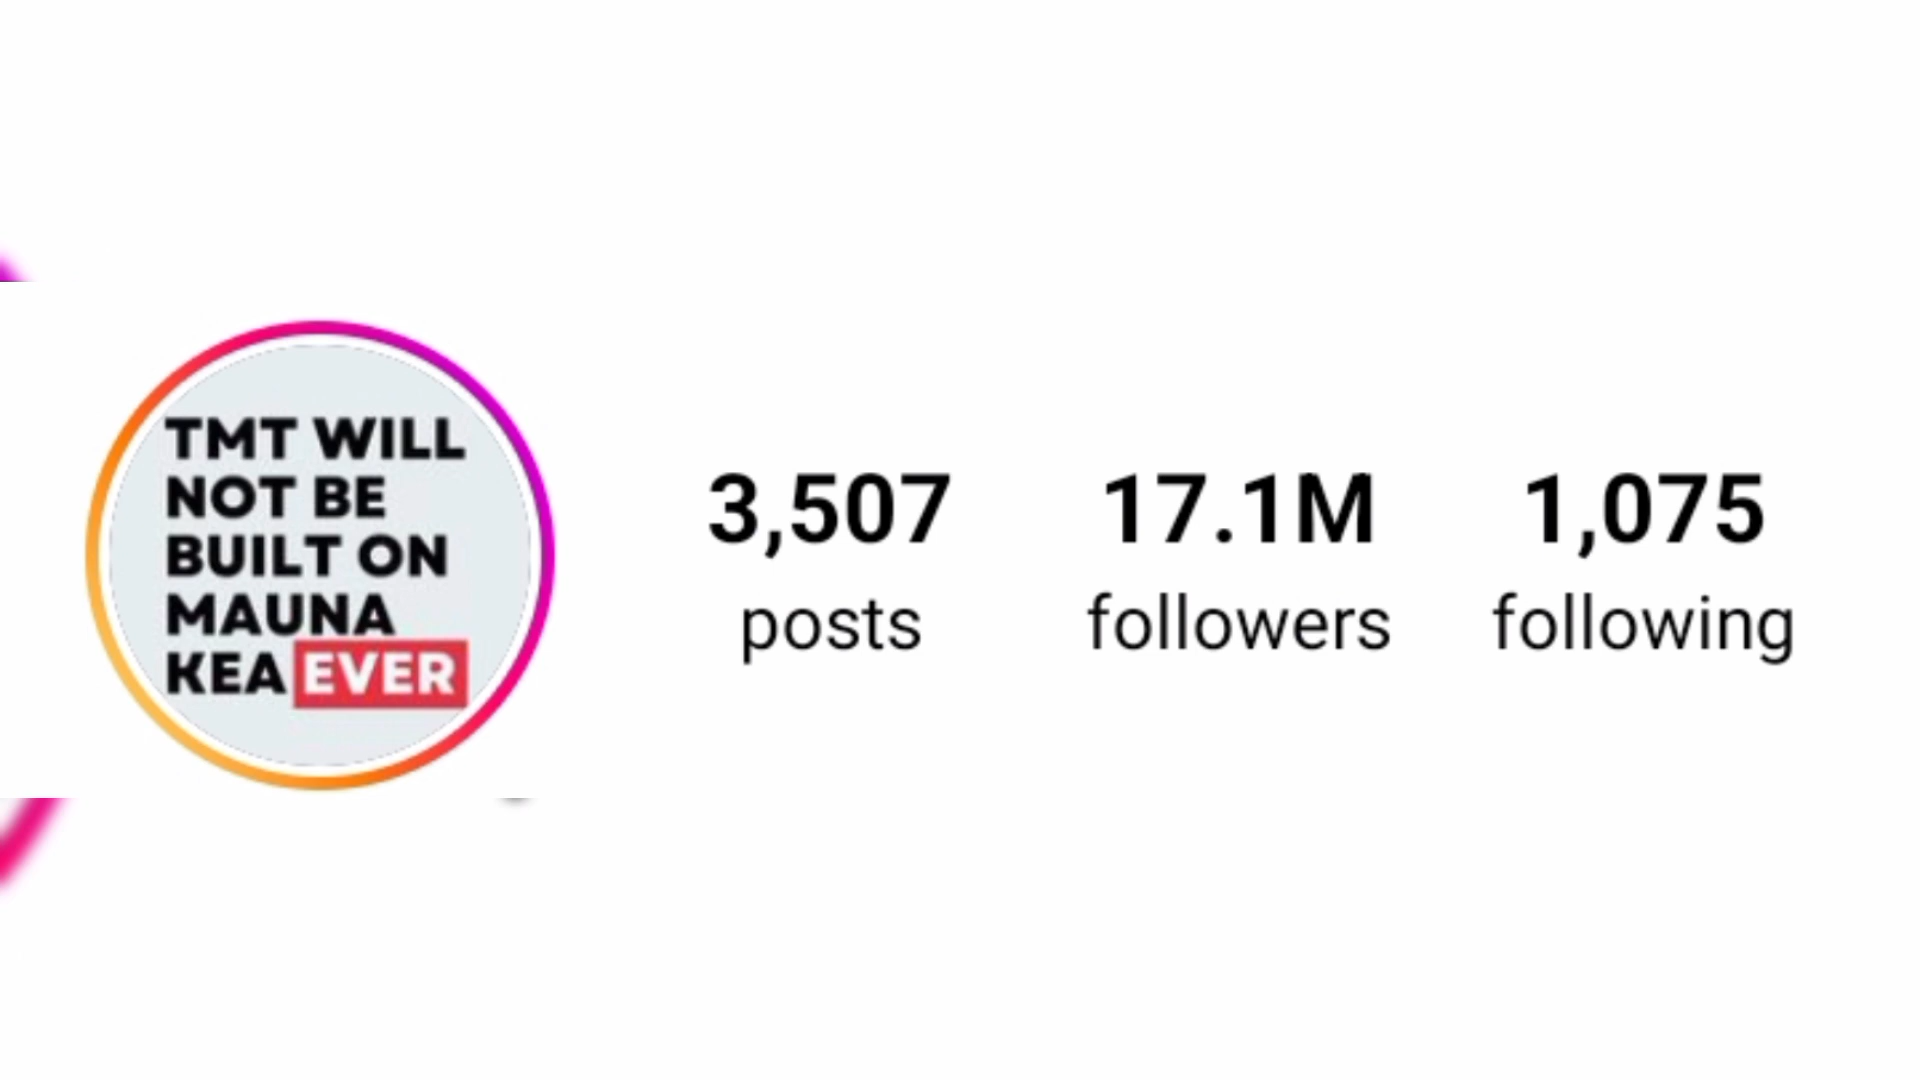 TMT WILL
NOT BE
BUILT ON
MAUNA
KEA EVER
3,507 17.1M 1,075
posts followers following